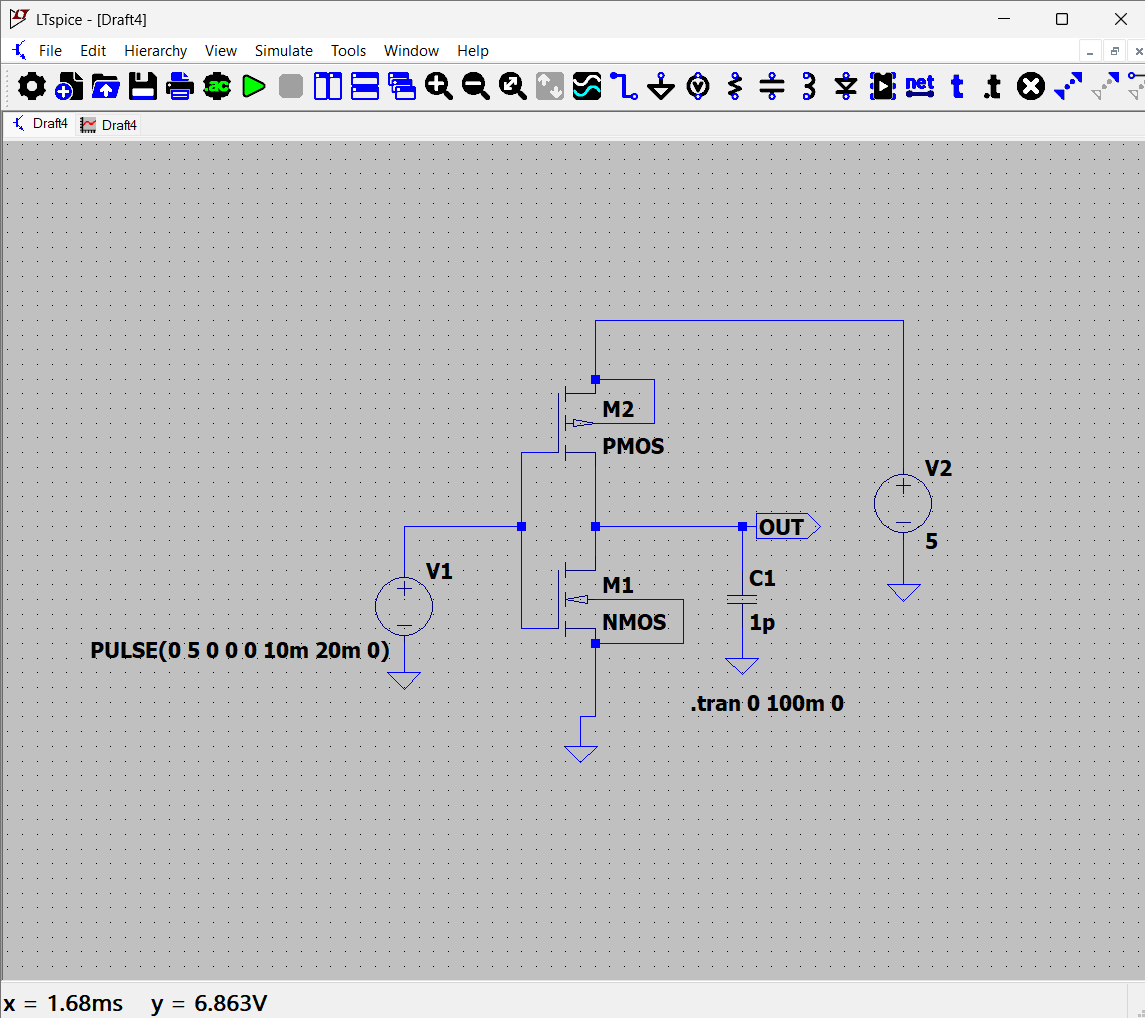 LTspice - [Draft4]
File Edit Hierarchy View Simulate Tools Window Help
.ac net t .t
Draft4 Draft4
M2
PMOS
V2
5
OUT
V1
PULSE(0 5 0 0 0 10m 20m 0)
M1
NMOS
C1
1p
.tran 0 100m 0
x = 1.68ms y = 6.863V